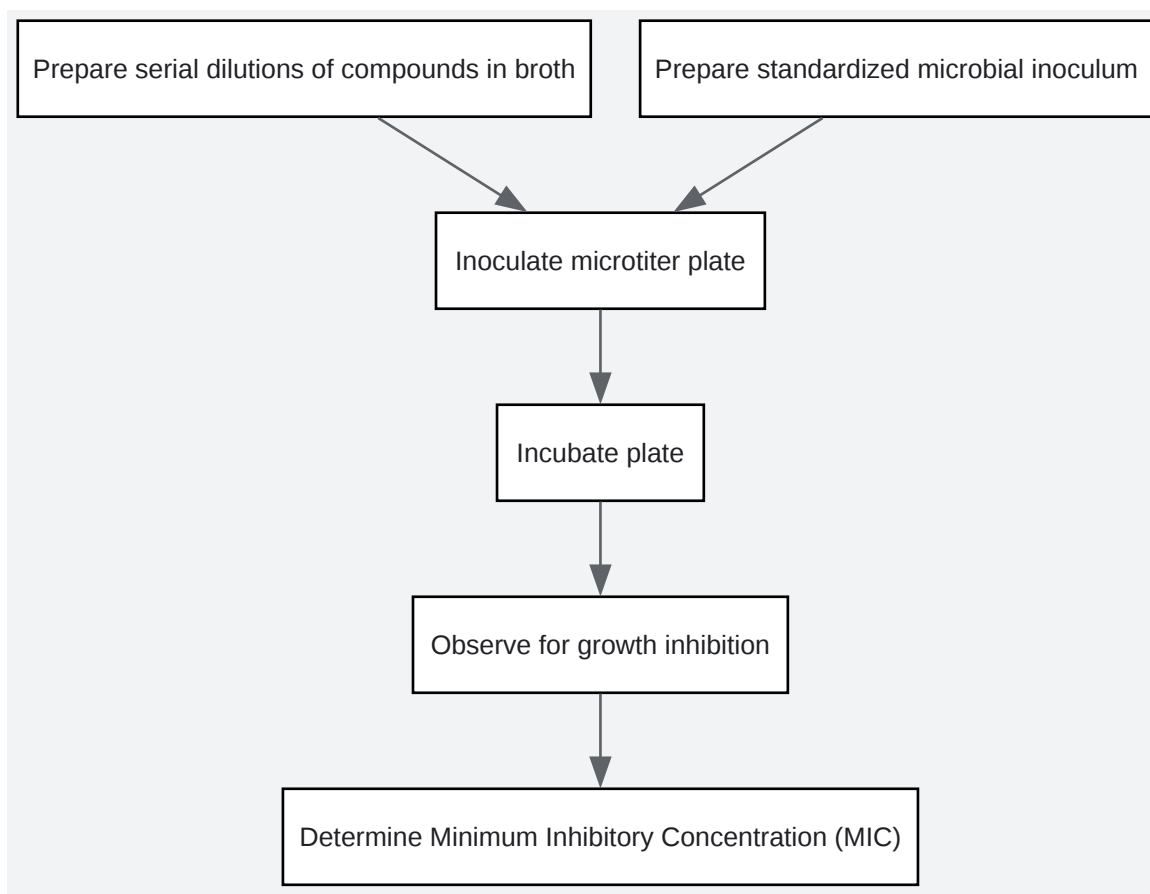 Prepare serial dilutions of compounds in broth
Prepare standardized microbial inoculum
Inoculate microtiter plate
Incubate plate
Observe for growth inhibition
Determine Minimum Inhibitory Concentration (MIC)